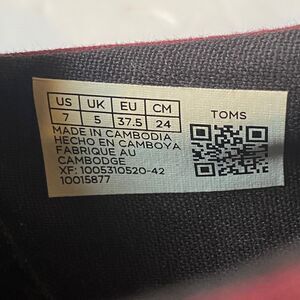 US UK EU CM
7 5 37.5 24
TOMS
MADE IN CAMBODIA
HECHO EN CAMBOYA
FABRIQUE AU
CAMBODGE
XF: 1005310520-42
10015877